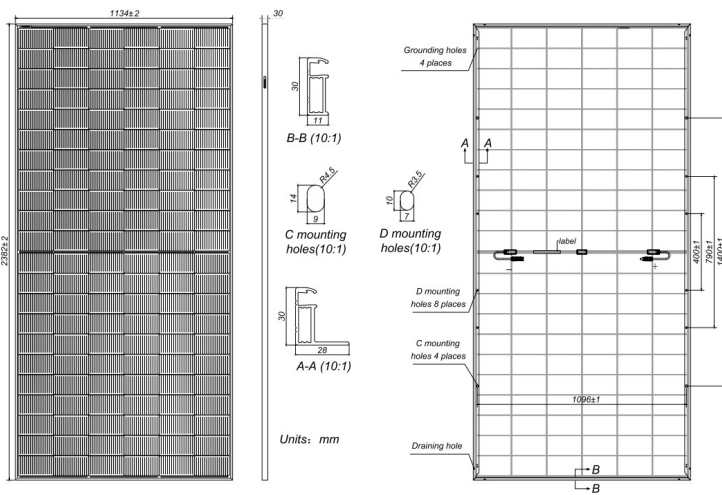 1134±2
30
2382±2
30
11
B-B (10:1)
R4.5
14
9
C mounting
holes(10:1)
R3.5
10
7
D mounting
holes(10:1)
30
28
A-A (10:1)
Units: mm
Grounding holes
4 places
A A
label
−
+
400±1
790±1
1400±1
D mounting
holes 8 places
C mounting
holes 4 places
1096±1
Draining hole
B
B